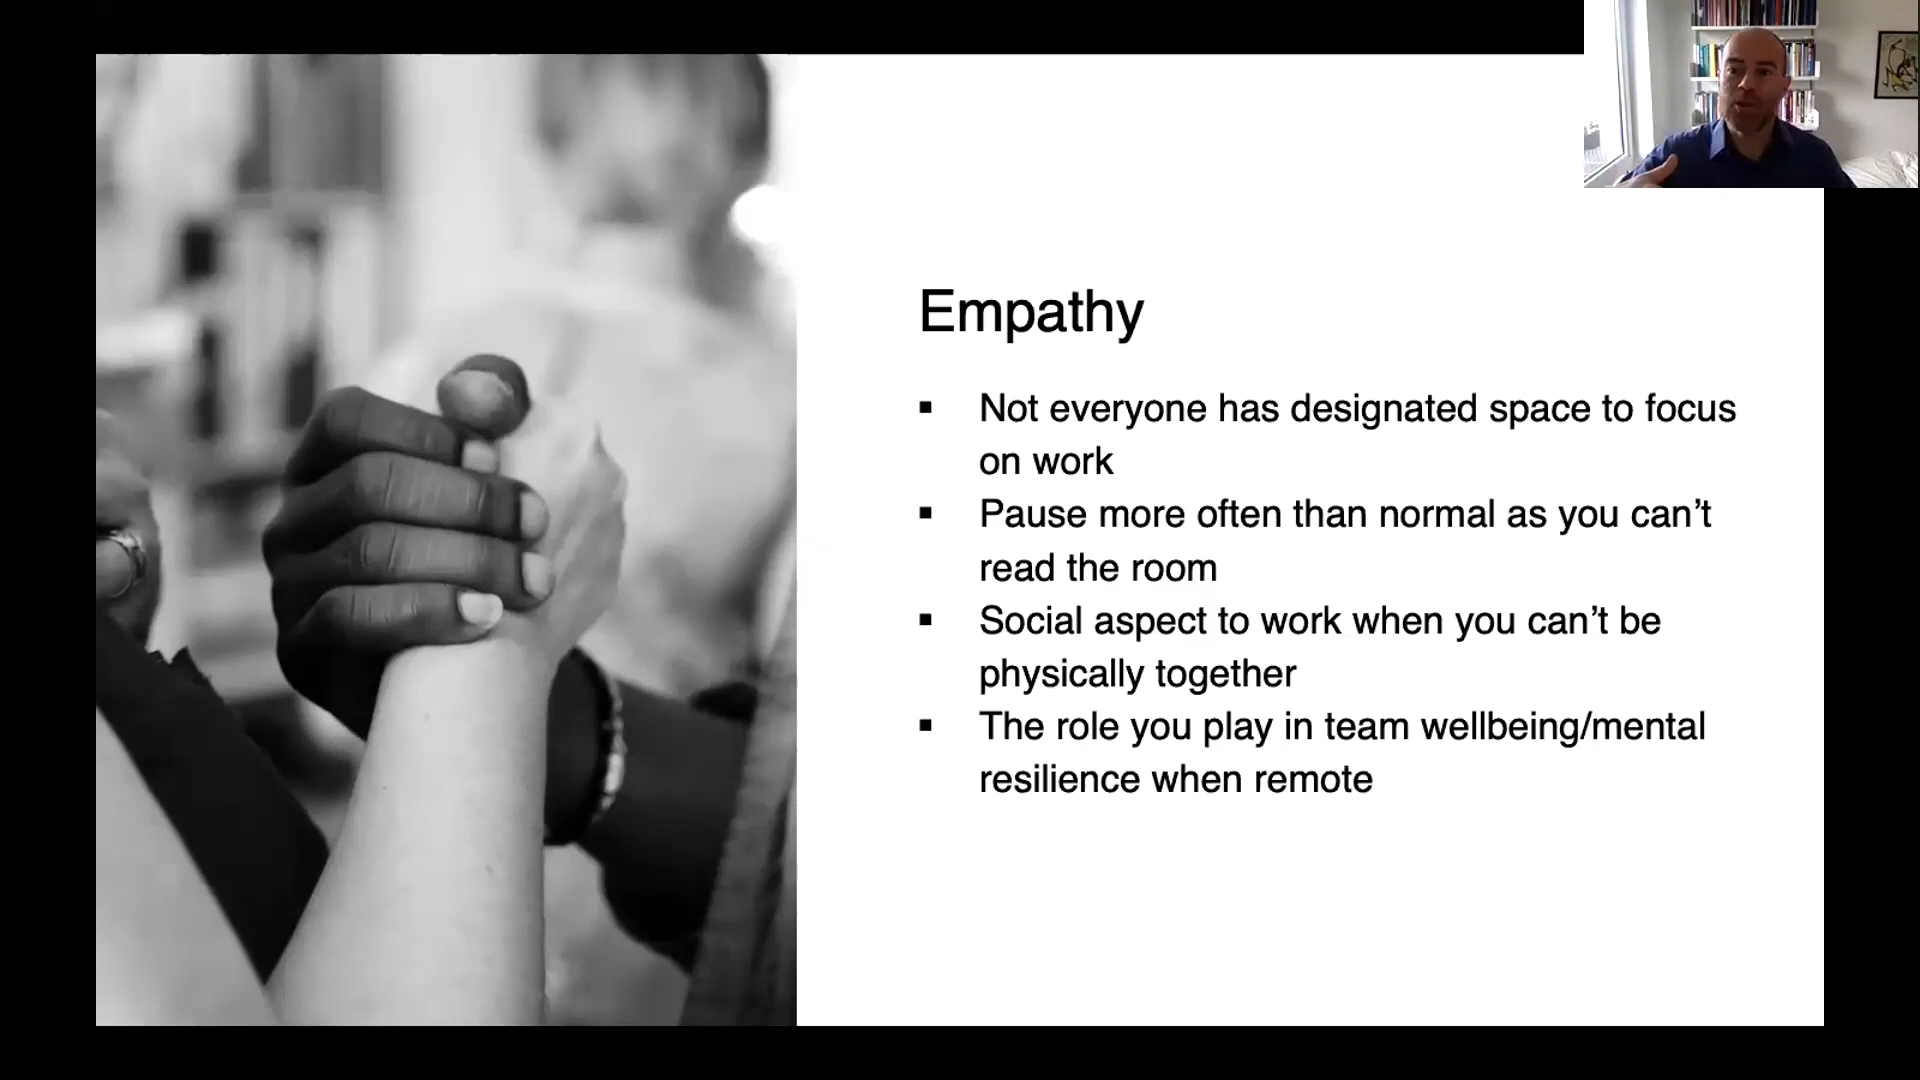 Empathy
▪ Not everyone has designated space to focus
on work
▪ Pause more often than normal as you can’t
read the room
▪ Social aspect to work when you can’t be
physically together
▪ The role you play in team wellbeing/mental
resilience when remote